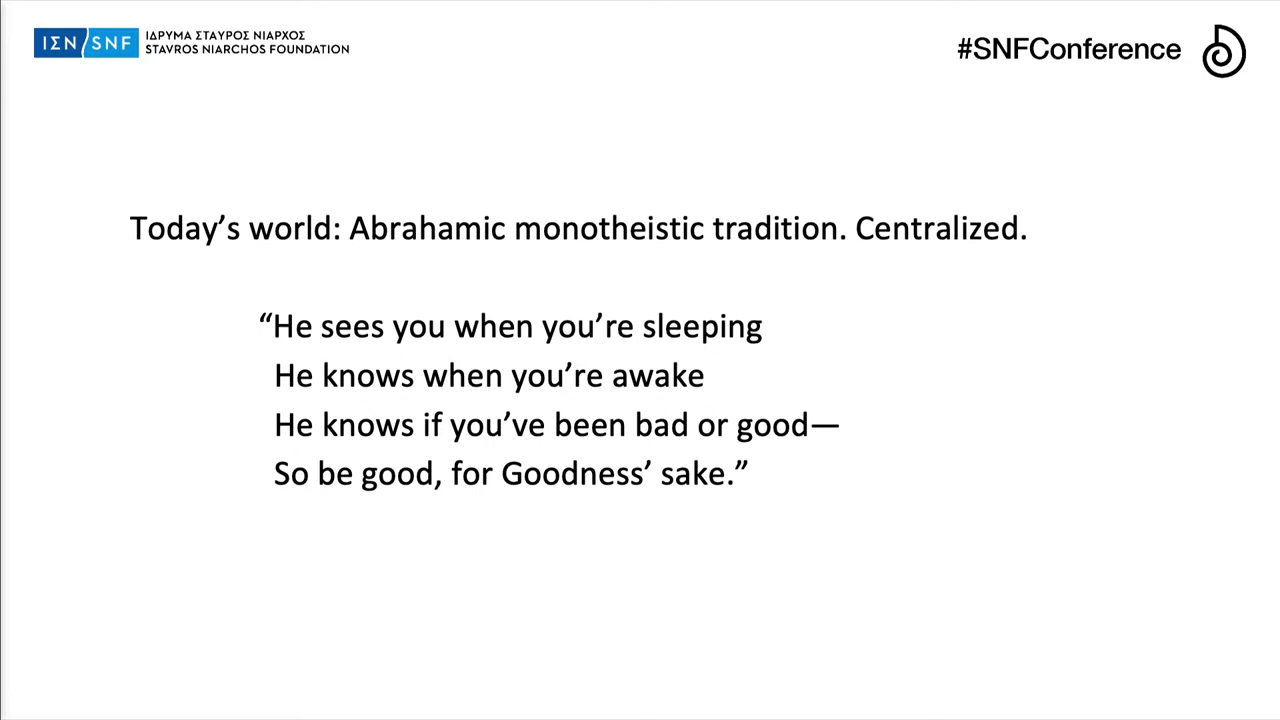 ΙΣΝ/SNF ΙΔΡΥΜΑ ΣΤΑΥΡΟΣ ΝΙΑΡΧΟΣ
STAVROS NIARCHOS FOUNDATION
#SNFConference
Today’s world: Abrahamic monotheistic tradition. Centralized.
“He sees you when you’re sleeping
He knows when you’re awake
He knows if you’ve been bad or good—
So be good, for Goodness’ sake.”